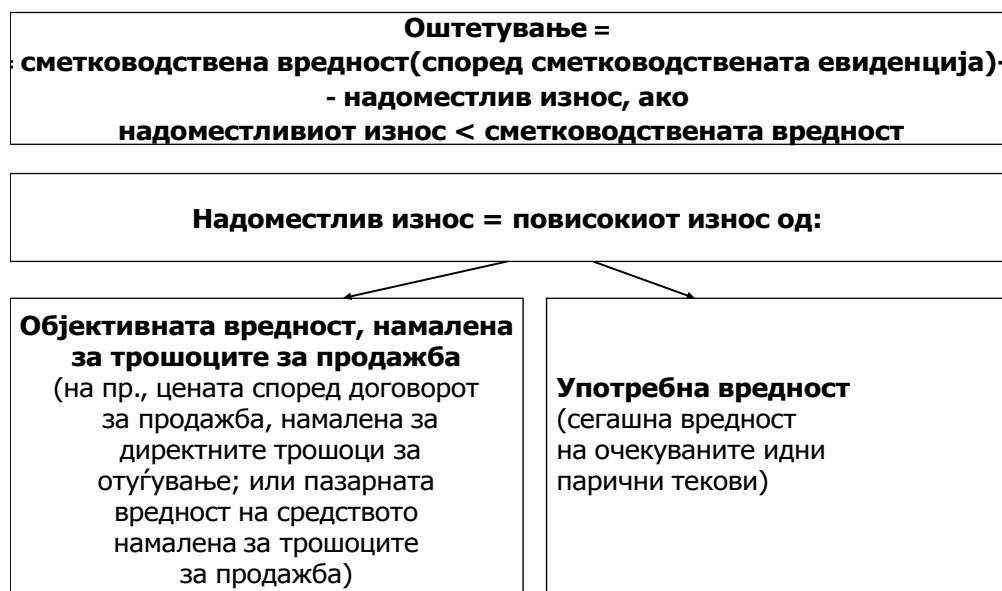 Оштетување =
= сметководствена вредност(според сметководствената евиденција)-
- надоместлив износ, ако
надоместливиот износ < сметководствената вредност
Надоместлив износ = повисокиот износ од:
Објективната вредност, намалена
за трошоците за продажба
(на пр., цената според договорот
за продажба, намалена за
директните трошоци за
отуѓување; или пазарната
вредност на средството
намалена за трошоците
за продажба)
Употребна вредност
(сегашна вредност
на очекуваните идни
парични текови)